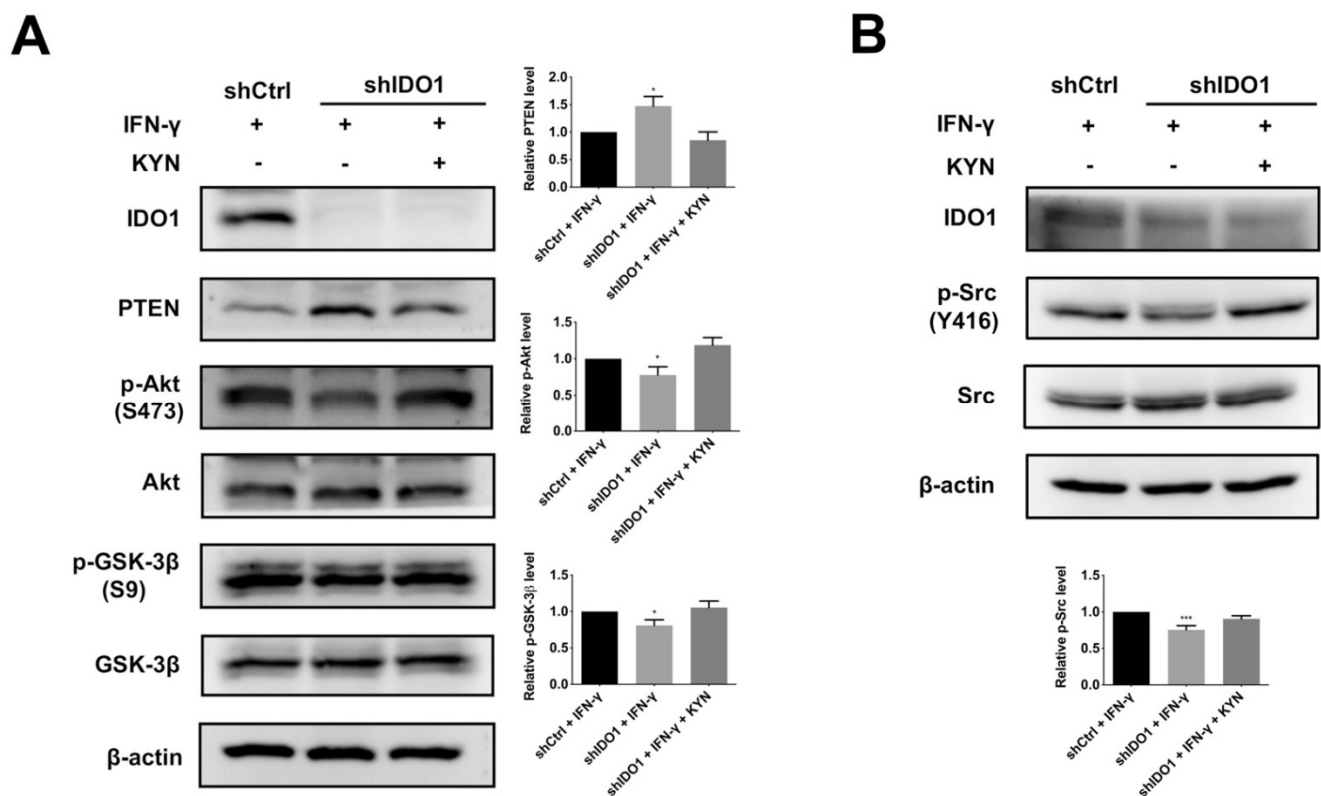 A
shCtrl shIDO1
IFN-γ + + +
KYN - - +
IDO1
PTEN
p-Akt
(S473)
Akt
p-GSK-3β
(S9)
GSK-3β
β-actin
Relative PTEN level
2.0
1.5
1.0
0.5
0.0
*
shCtrl + IFN-γ
shIDO1 + IFN-γ
shIDO1 + IFN-γ + KYN
Relative p-Akt level
1.5
1.0
0.5
0.0
*
shCtrl + IFN-γ
shIDO1 + IFN-γ
shIDO1 + IFN-γ + KYN
Relative p-GSK-3β level
1.5
1.0
0.5
0.0
*
shCtrl + IFN-γ
shIDO1 + IFN-γ
shIDO1 + IFN-γ + KYN
B
shCtrl shIDO1
IFN-γ + + +
KYN - - +
IDO1
p-Src
(Y416)
Src
β-actin
Relative p-Src level
1.5
1.0
0.5
0.0
***
shCtrl + IFN-γ
shIDO1 + IFN-γ
shIDO1 + IFN-γ + KYN